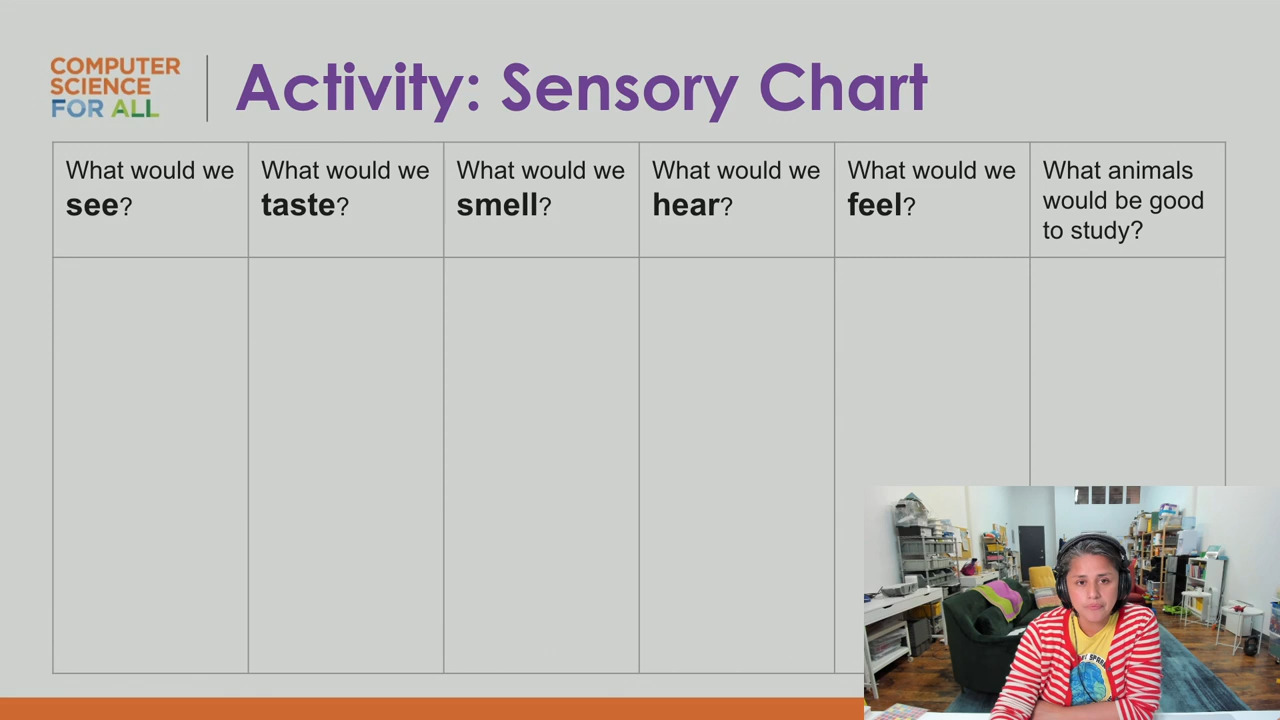 COMPUTER
SCIENCE
FOR ALL
Activity: Sensory Chart
What would we
see?
What would we
taste?
What would we
smell?
What would we
hear?
What would we
feel?
What animals
would be good
to study?